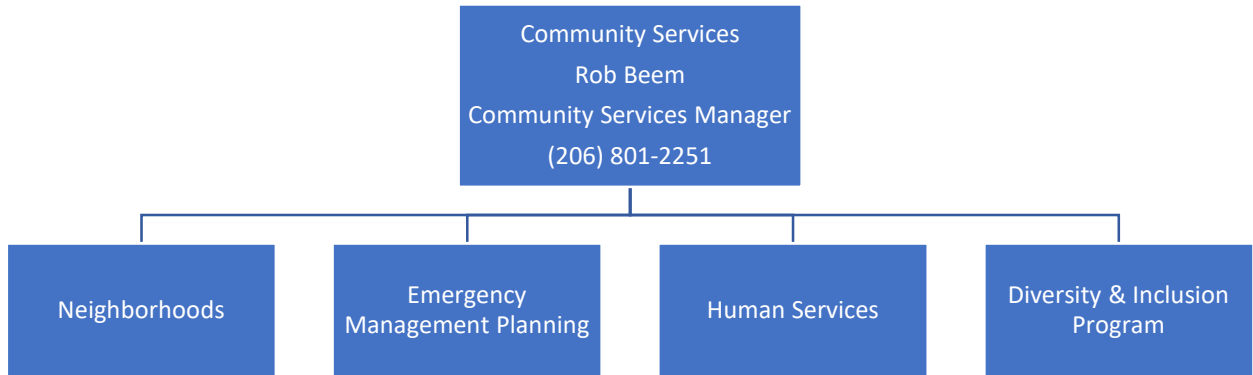 Community Services
Rob Beem
Community Services Manager
(206) 801-2251
Neighborhoods
Emergency
Management Planning
Human Services
Diversity & Inclusion
Program